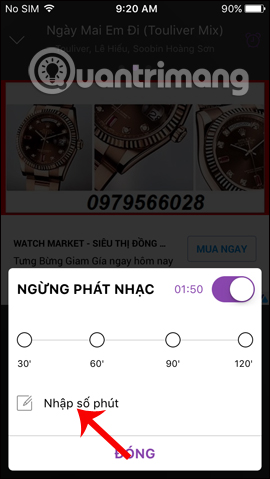 No SIM 9:20 AM 90%
Ngày Mai Em Đi (Touliver Mix)
Touliver, Lê Hiếu, Soobin Hoàng Sơn
Quantrimang
0979566028
WATCH MARKET - SIÊU THỊ ĐỒNG ...
Tưng Bừng Giảm Gía ngay hôm nay
MUA NGAY
NGỪNG PHÁT NHẠC 01:50
30' 60' 90' 120'
Nhập số phút
ĐÓNG